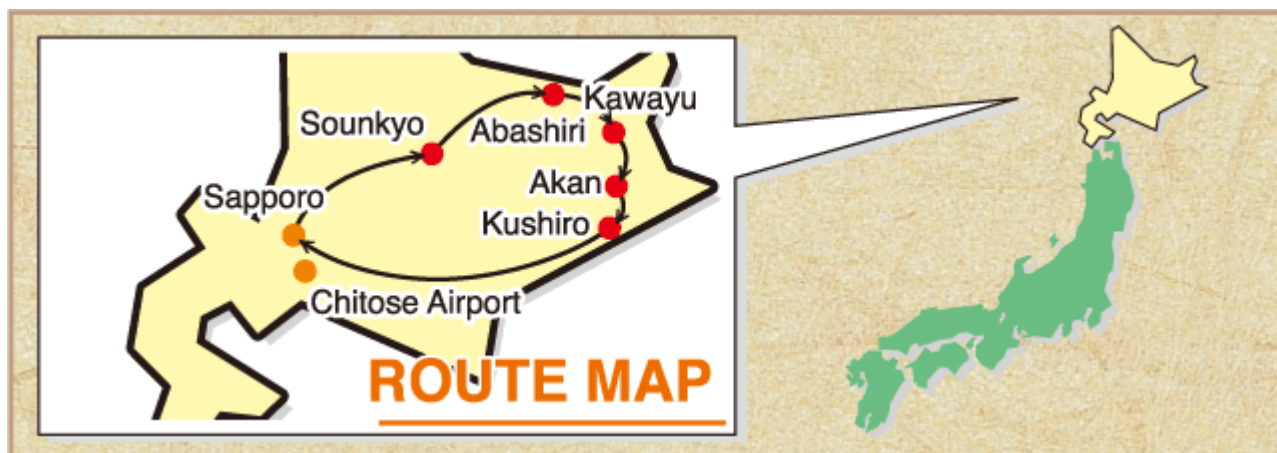 Kawayu
Sounkyo
Abashiri
Akan
Sapporo
Kushiro
Chitose Airport
ROUTE MAP